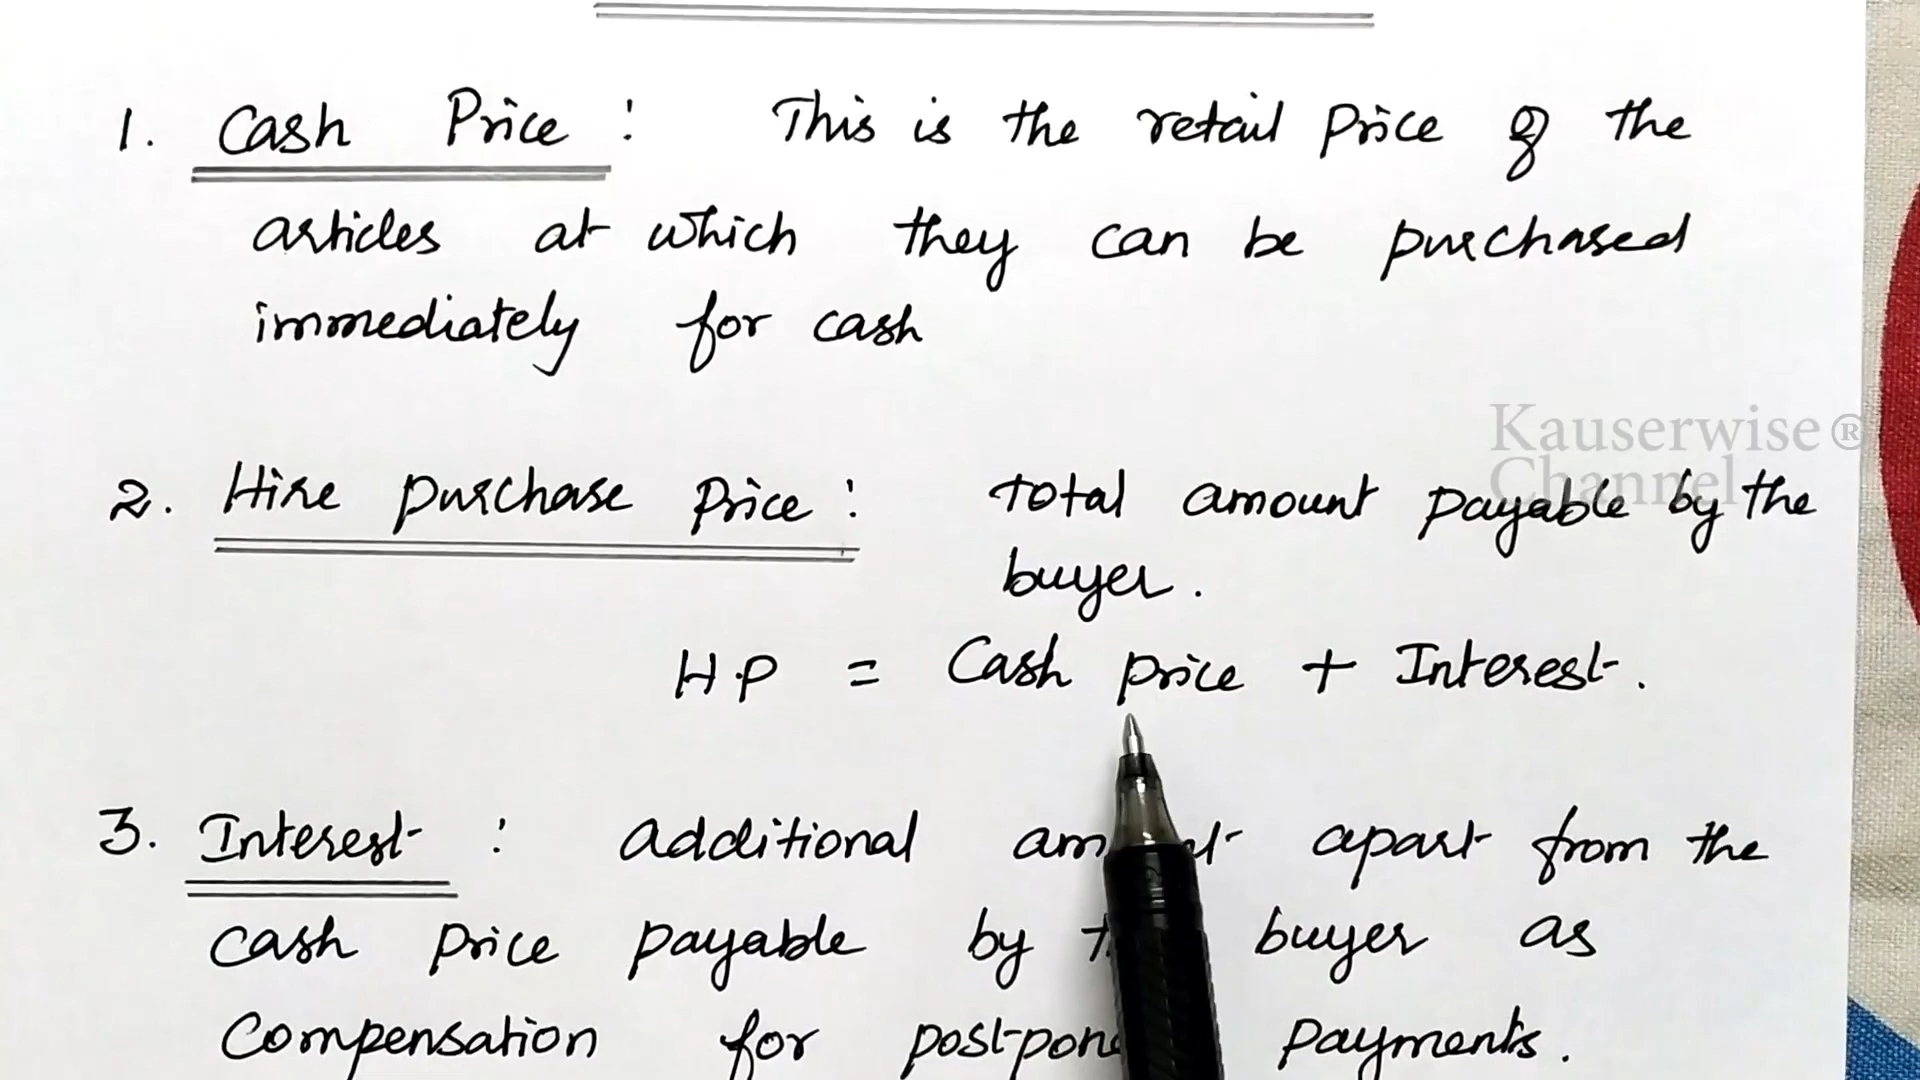 1. Cash Price : This is the retail price of the
articles at which they can be purchased
immediately for cash
Kauserwise®
Channel
2. Hire purchase price : total amount payable by the
buyer.
H.P = Cash price + Interest.
3. Interest : additional apart from the
cash price payable by buyer as
Compensation for payments.